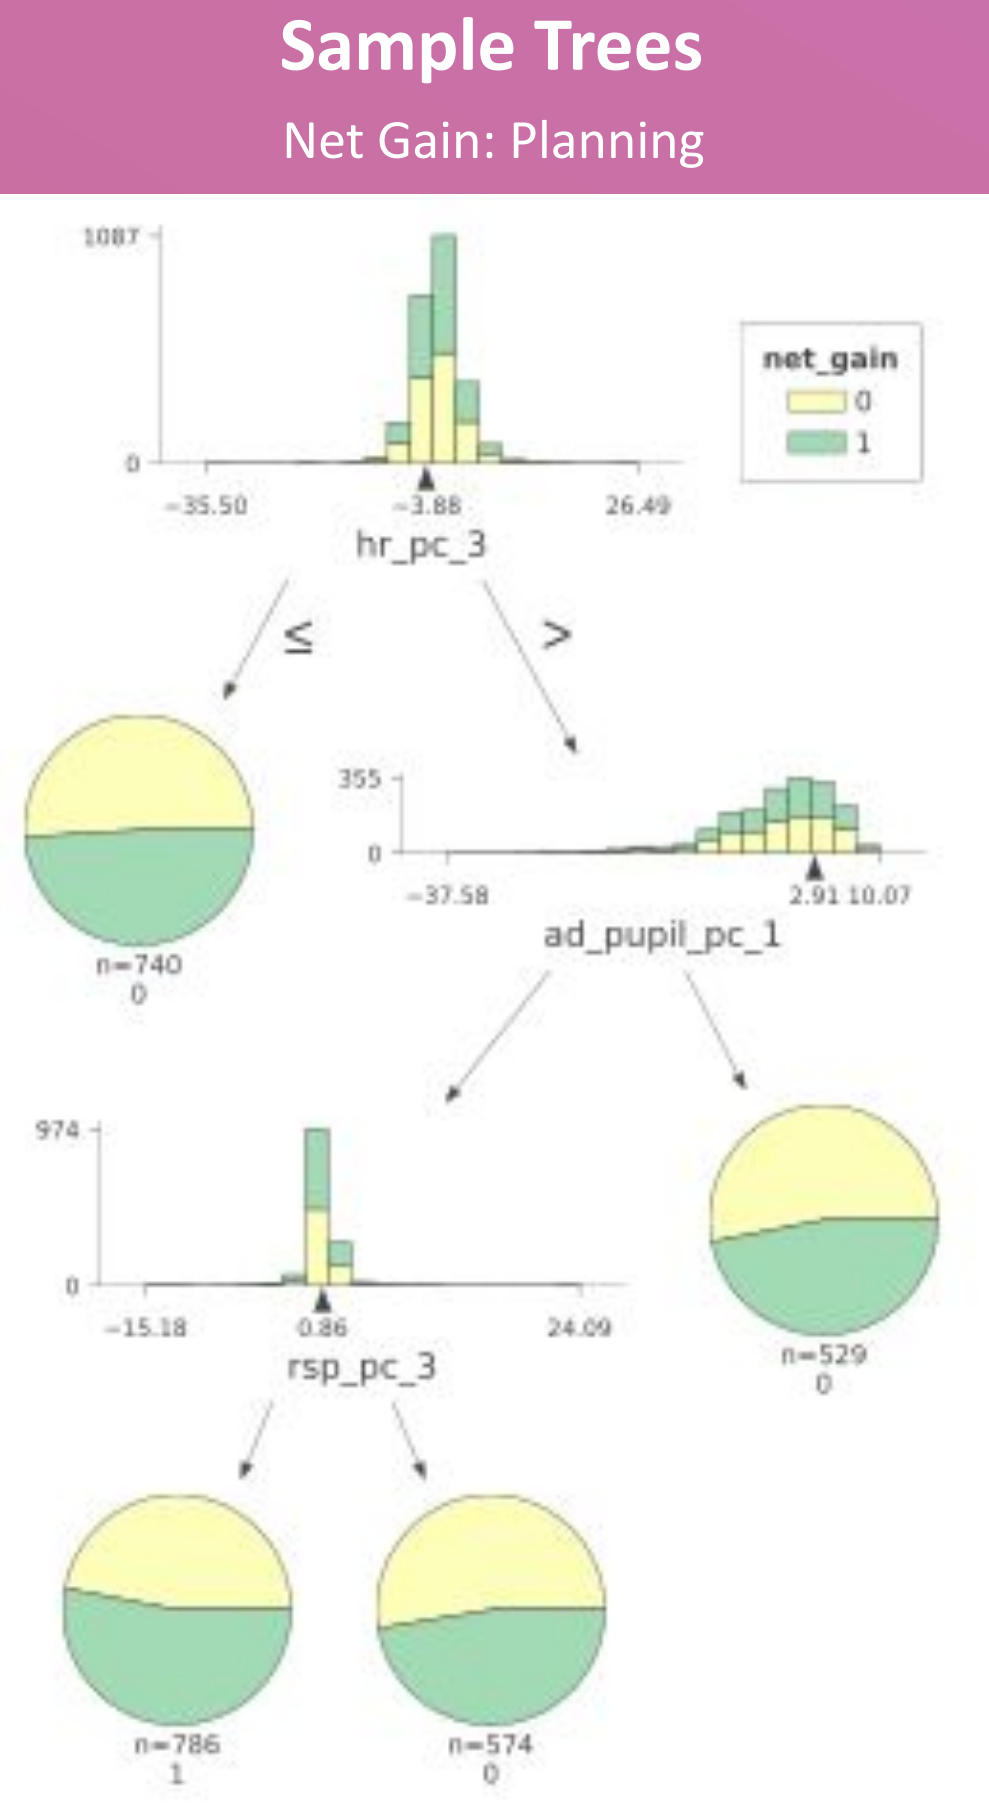 Sample Trees
Net Gain: Planning
1087
0
−35.50 −3.88 26.49
hr_pc_3
net_gain
0
1
≤ >
355
0
−37.58 2.91 10.07
ad_pupil_pc_1
n=740
0
974
0
−15.18 0.86 24.09
rsp_pc_3
n=529
0
n=786
1
n=574
0